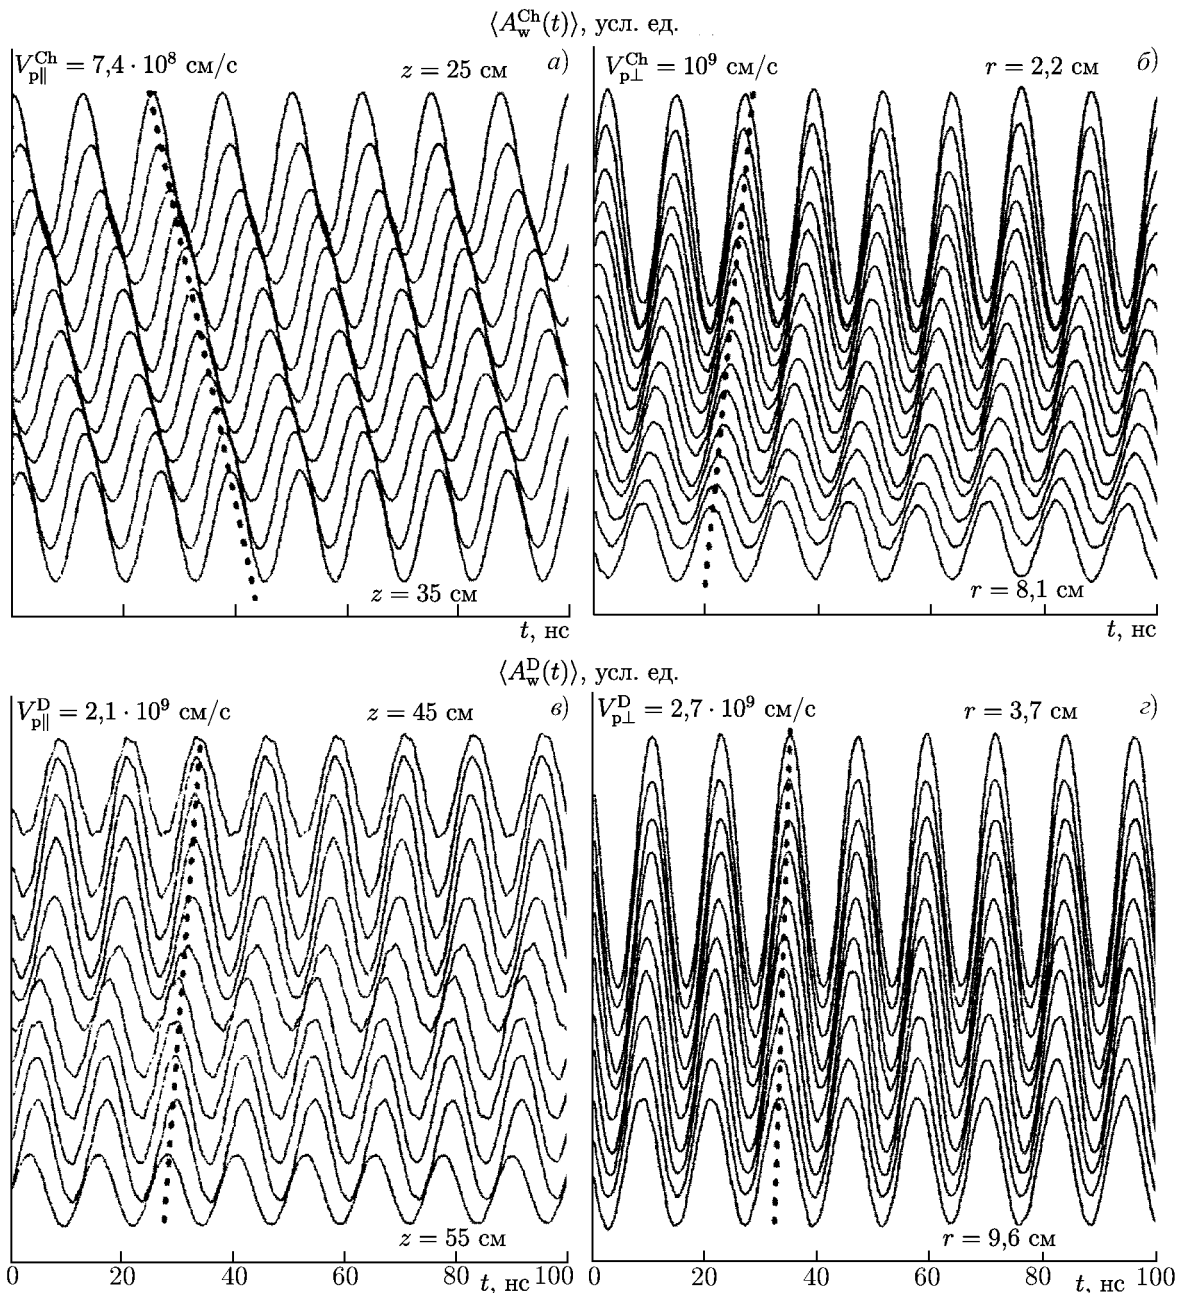 ⟨A_w^Ch(t)⟩, усл. ед.
V_p∥^Ch = 7,4 · 10^8 см/с
z = 25 см
а)
z = 35 см
t, нс
V_p⊥^Ch = 10^9 см/с
r = 2,2 см
б)
r = 8,1 см
t, нс
⟨A_w^D(t)⟩, усл. ед.
V_p∥^D = 2,1 · 10^9 см/с
z = 45 см
в)
z = 55 см
0 20 40 60 80 t, нс 100
V_p⊥^D = 2,7 · 10^9 см/с
r = 3,7 см
г)
r = 9,6 см
0 20 40 60 80 t, нс 100